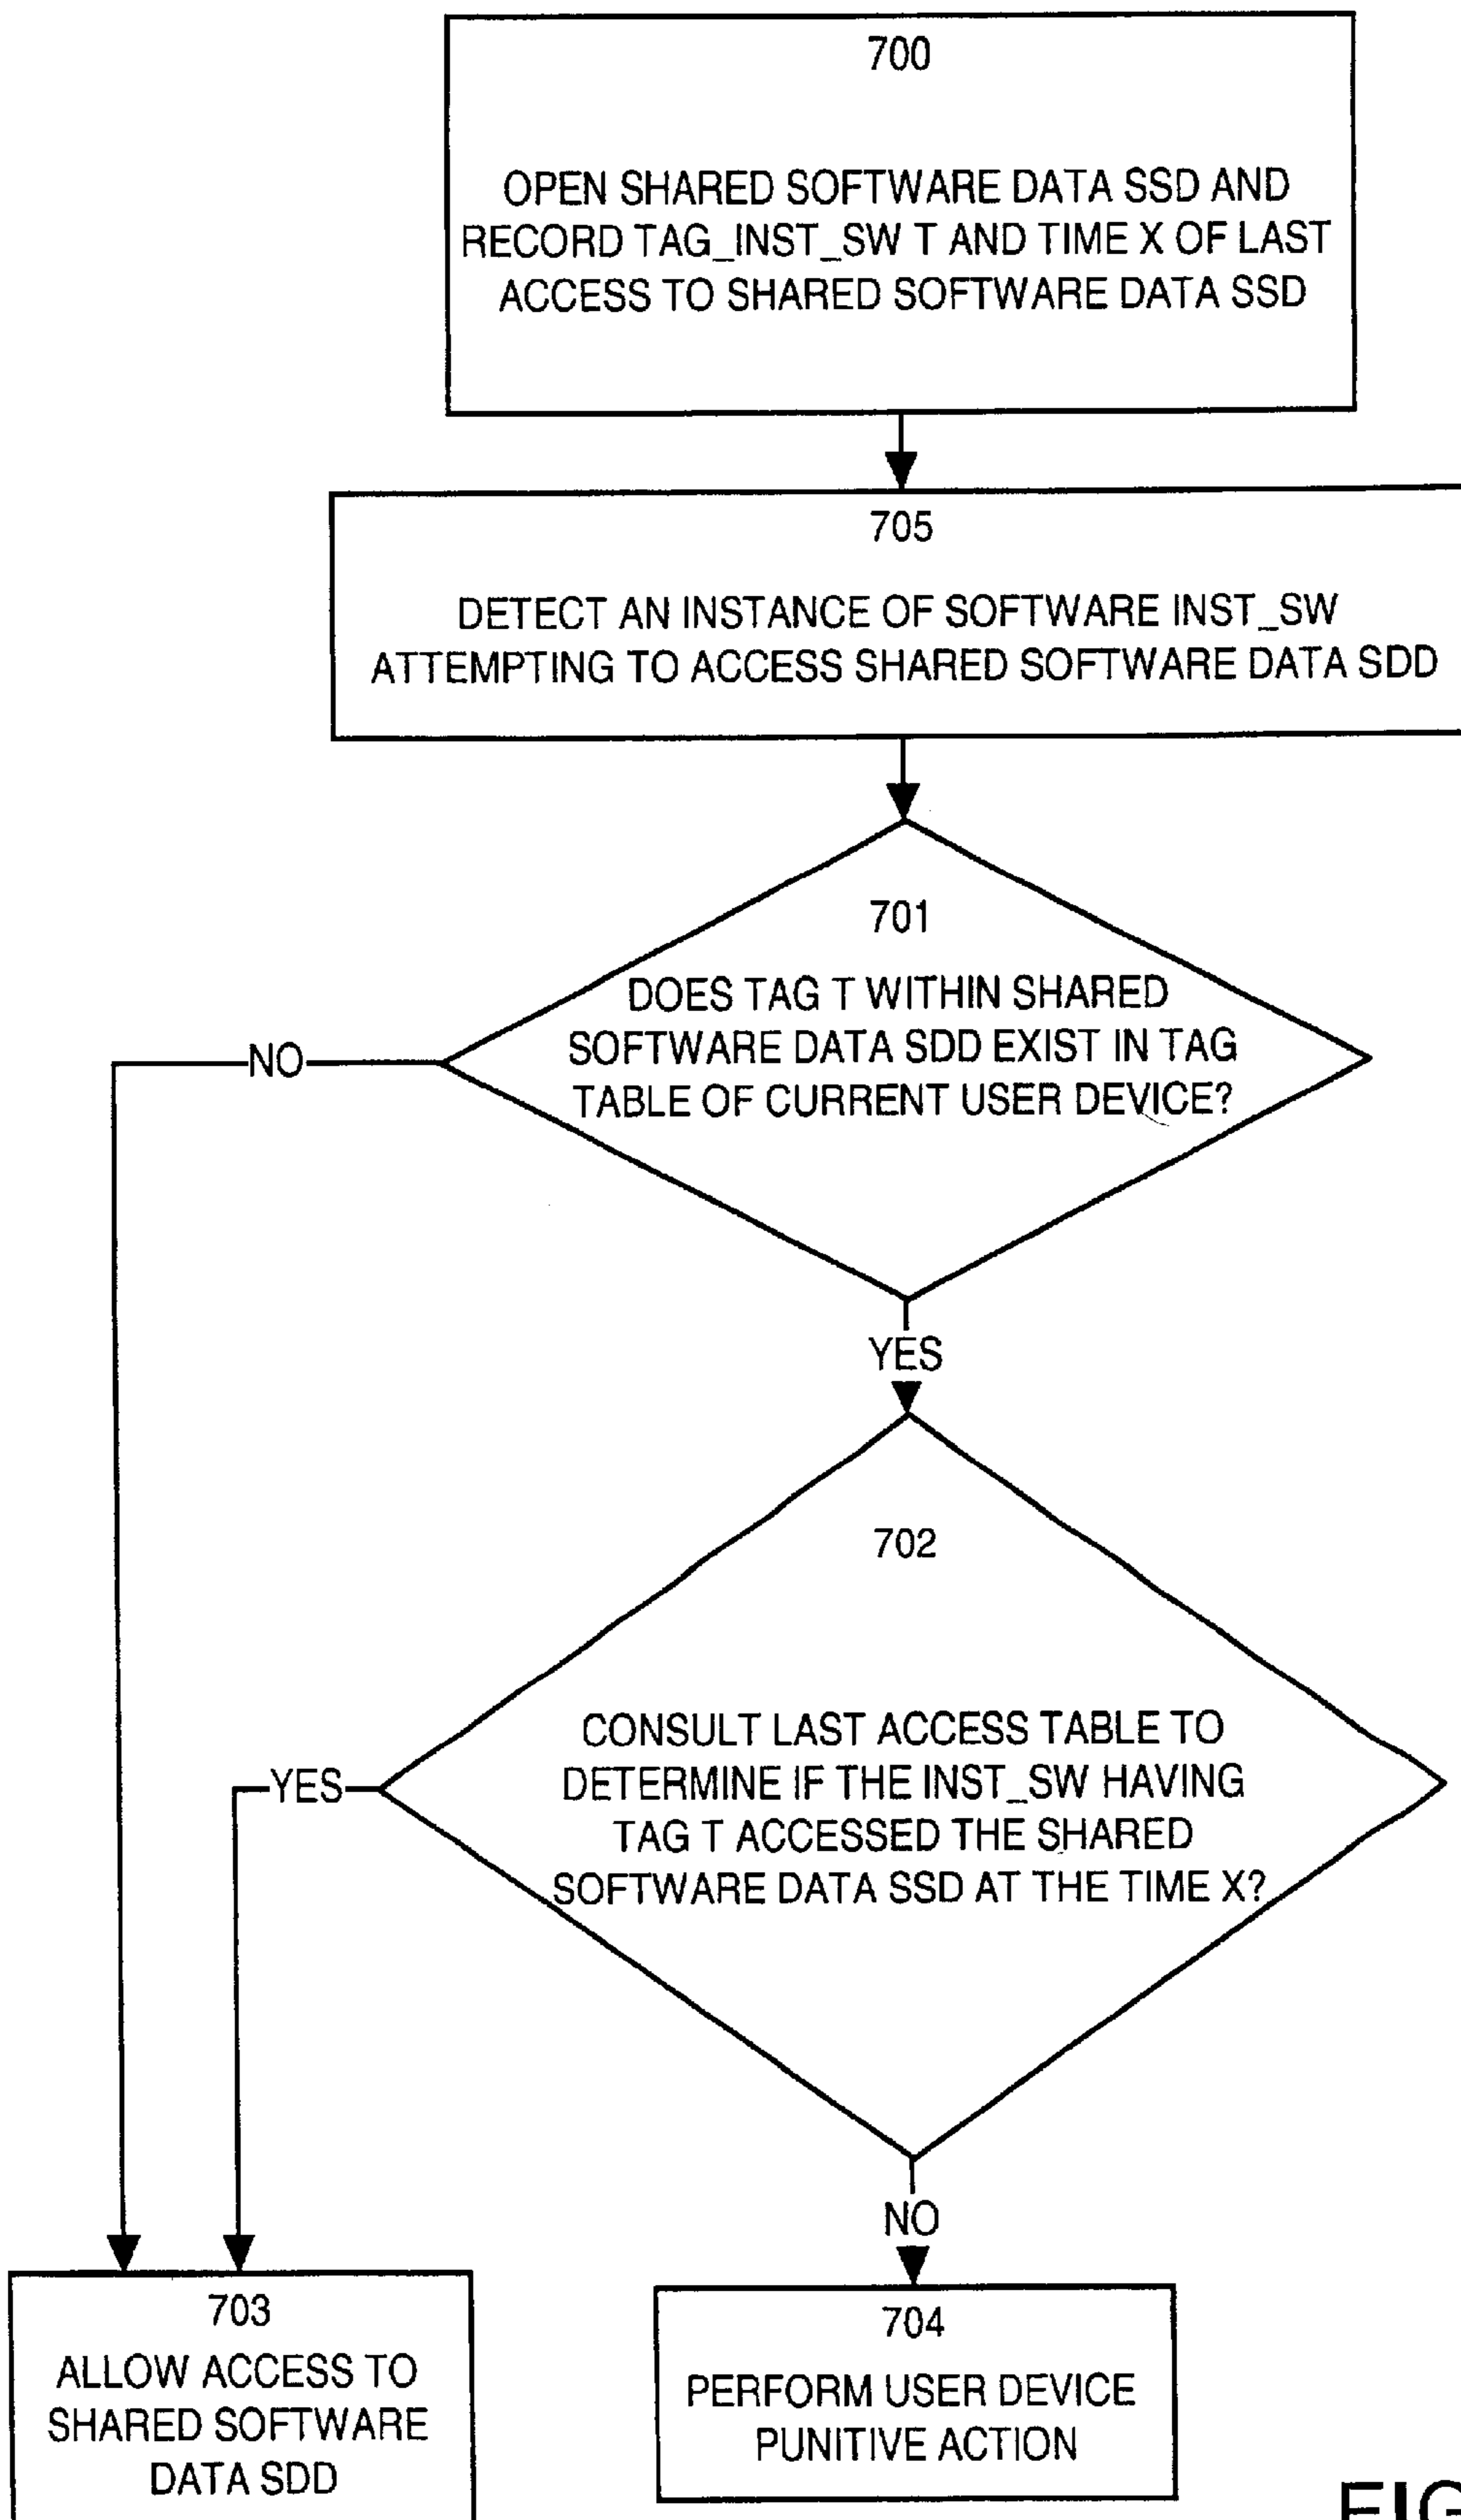 700
OPEN SHARED SOFTWARE DATA SSD AND
RECORD TAG_INST_SW T AND TIME X OF LAST
ACCESS TO SHARED SOFTWARE DATA SSD
705
DETECT AN INSTANCE OF SOFTWARE INST_SW
ATTEMPTING TO ACCESS SHARED SOFTWARE DATA SDD
701
DOES TAG T WITHIN SHARED
SOFTWARE DATA SDD EXIST IN TAG
TABLE OF CURRENT USER DEVICE?
NO
YES
702
CONSULT LAST ACCESS TABLE TO
DETERMINE IF THE INST_SW HAVING
TAG T ACCESSED THE SHARED
SOFTWARE DATA SSD AT THE TIME X?
YES
NO
703
ALLOW ACCESS TO
SHARED SOFTWARE
DATA SDD
704
PERFORM USER DEVICE
PUNITIVE ACTION
FIG